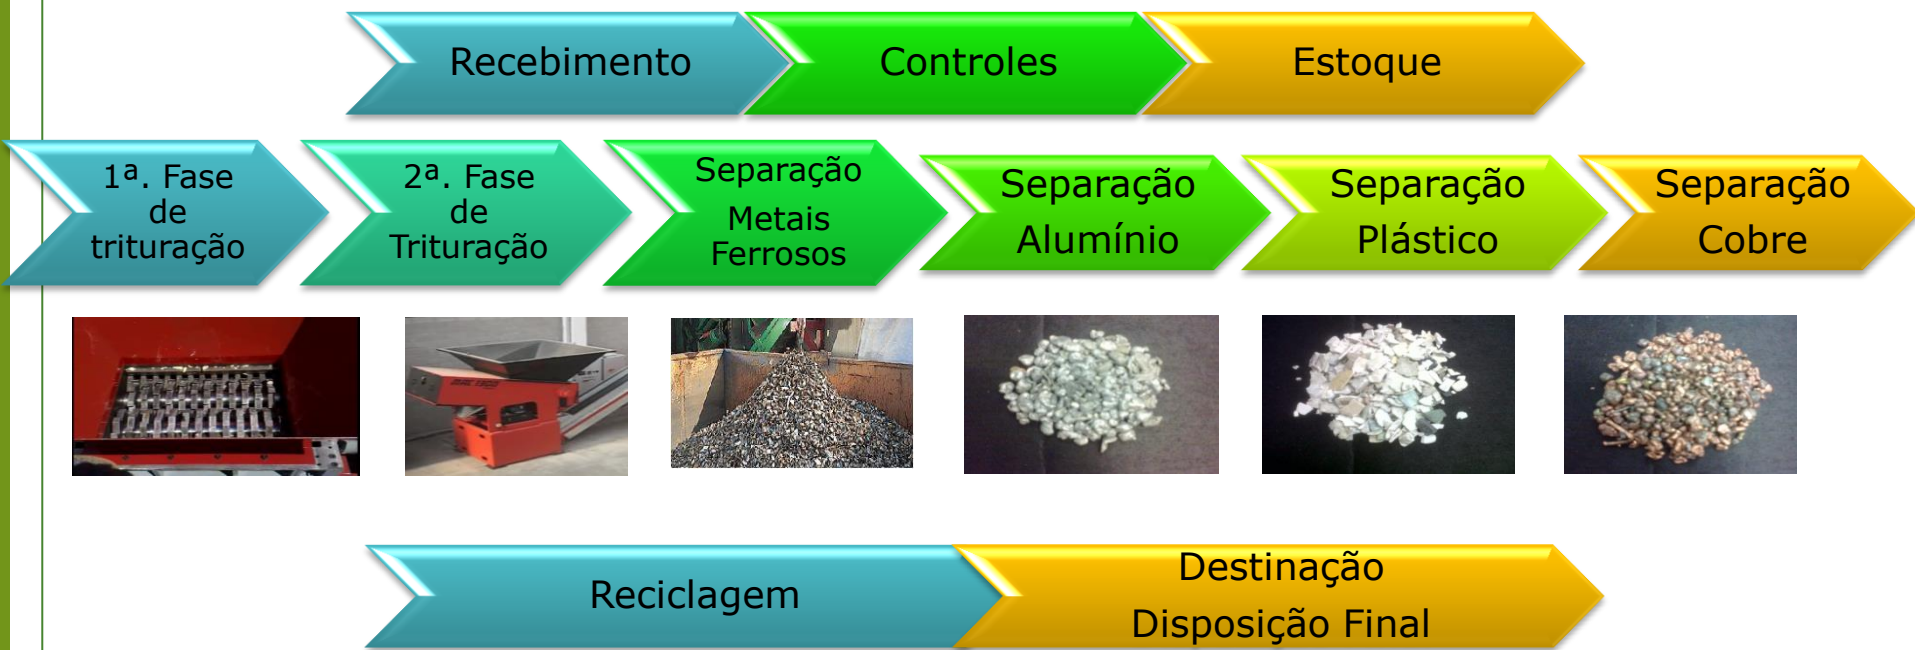 Recebimento
Controles
Estoque
1ª. Fase
de
trituração
2ª. Fase
de
Trituração
Separação
Metais
Ferrosos
Separação
Alumínio
Separação
Plástico
Separação
Cobre
Reciclagem
Destinação
Disposição Final